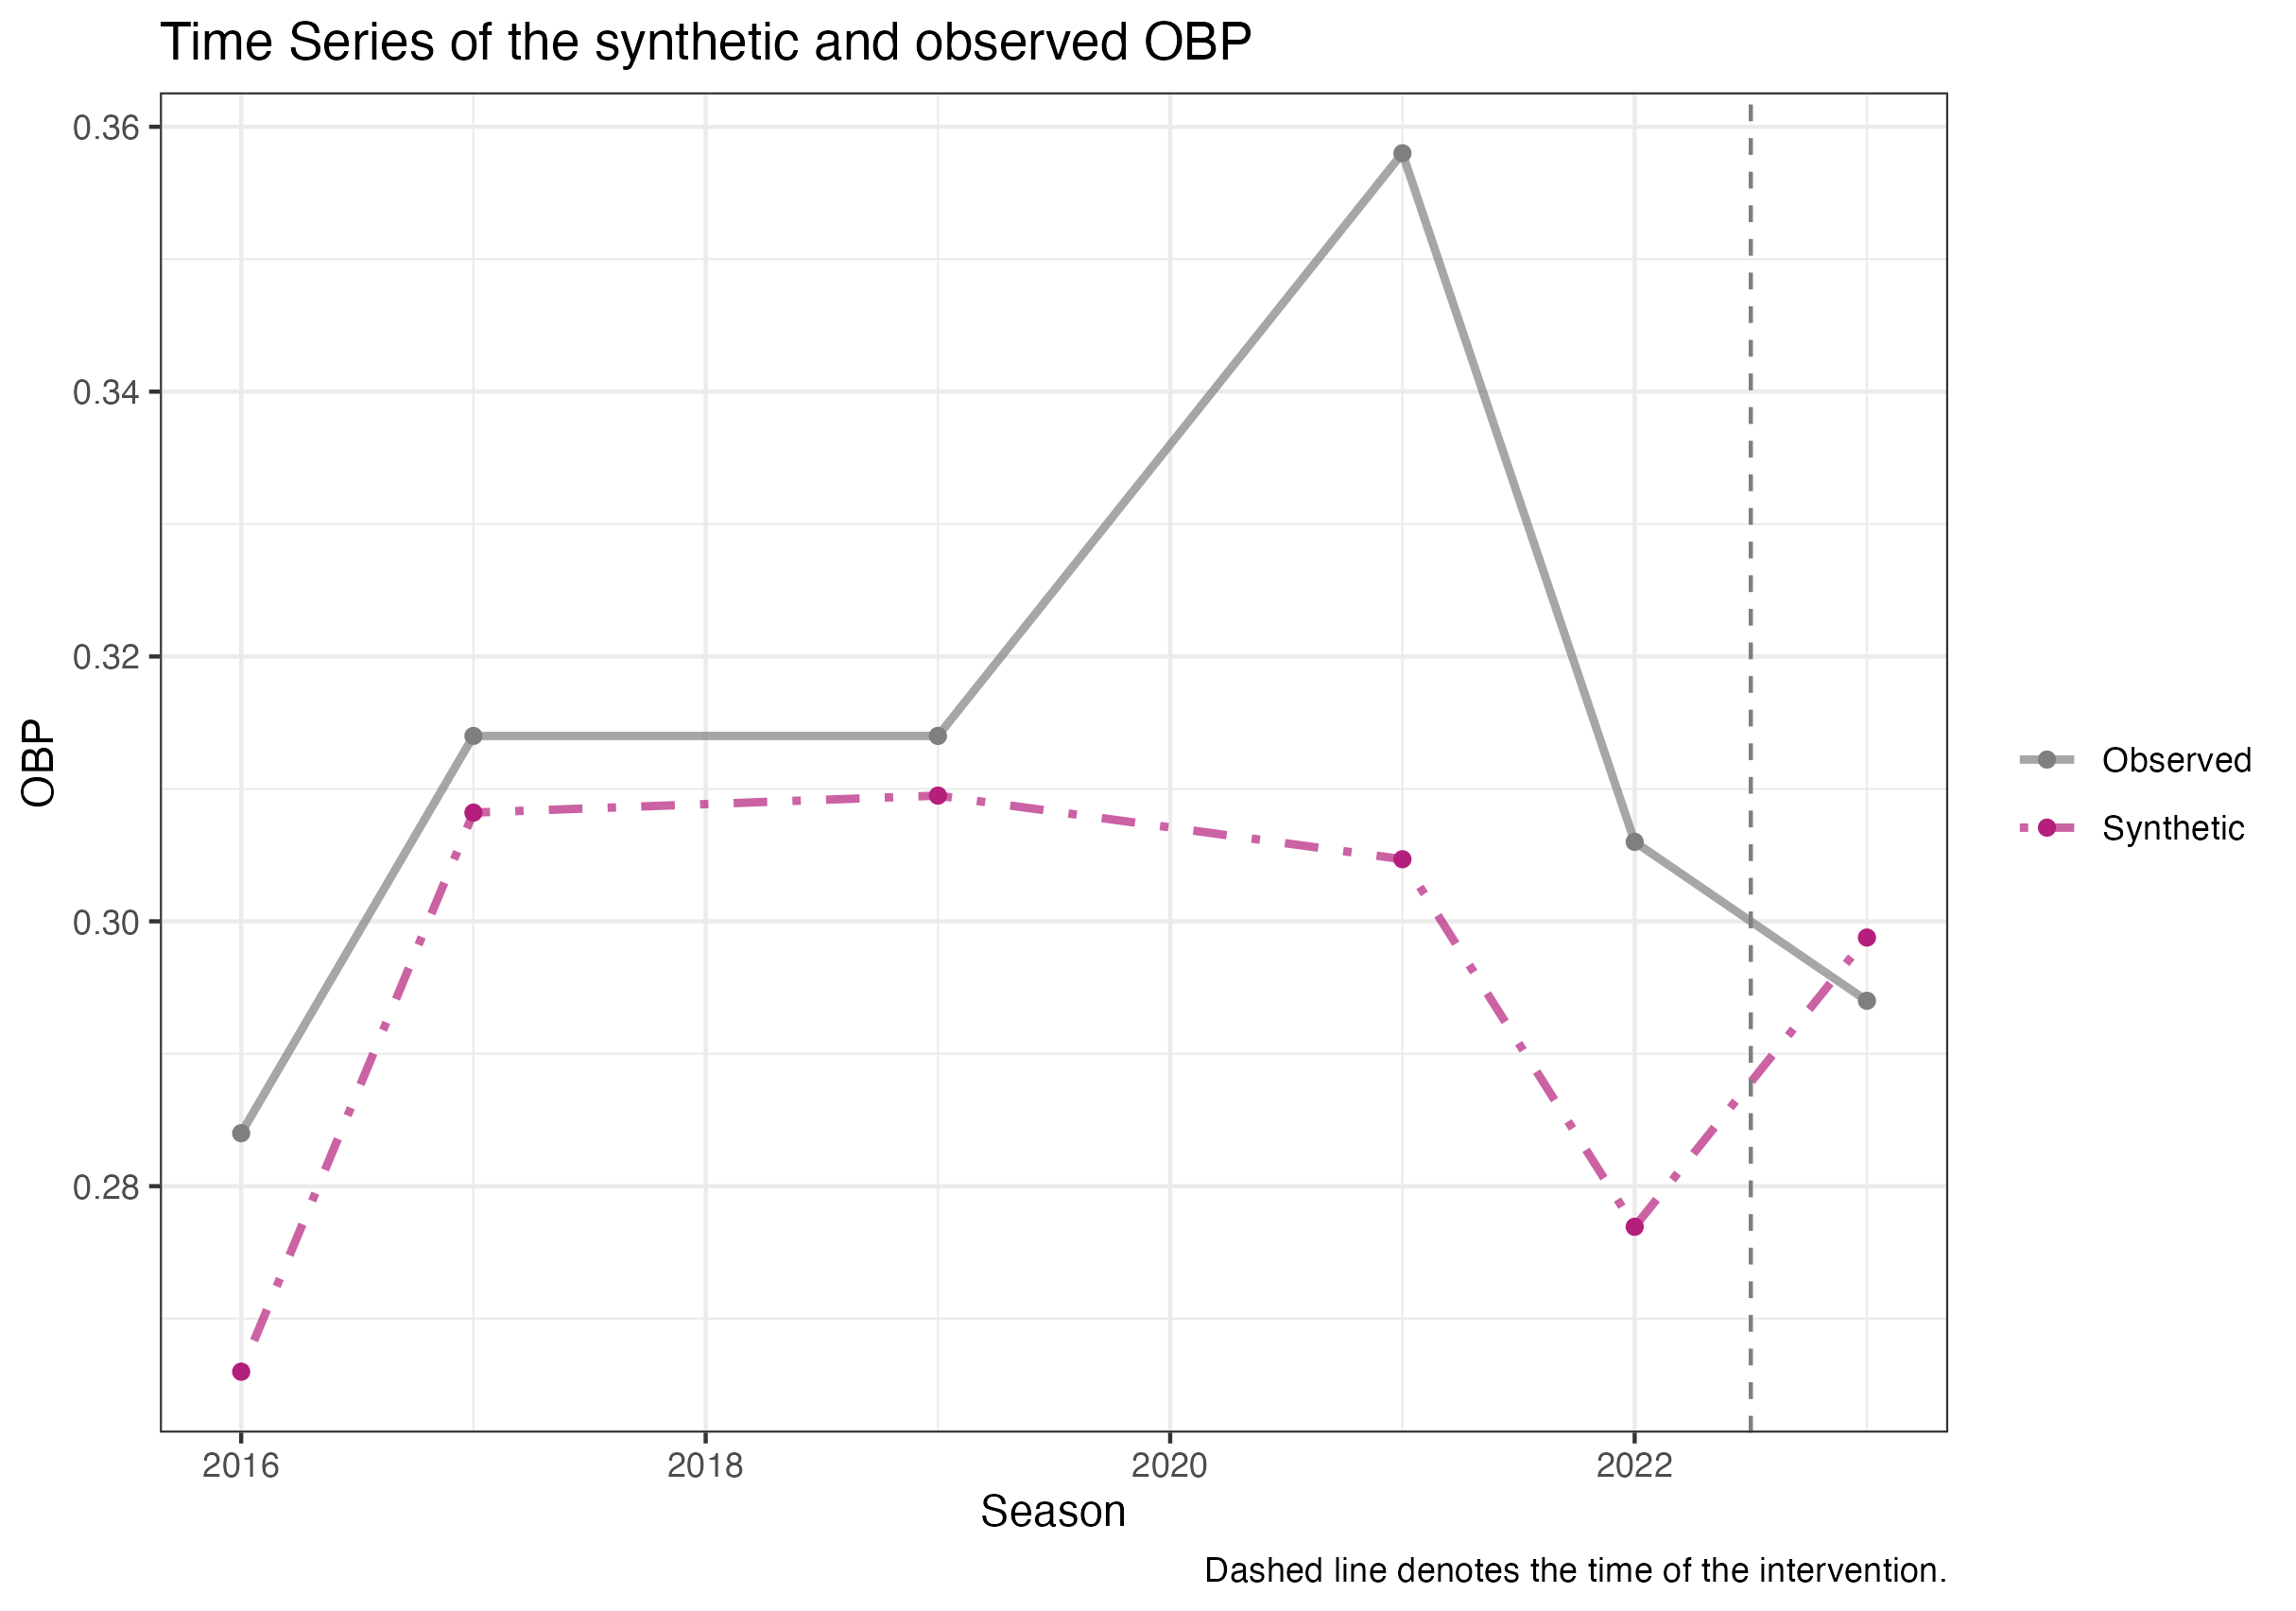 Time Series of the synthetic and observed OBP
0.36
0.34
0.32
0.30
0.28
OBP
2016 2018 2020 2022
Season
Observed
Synthetic
Dashed line denotes the time of the intervention.